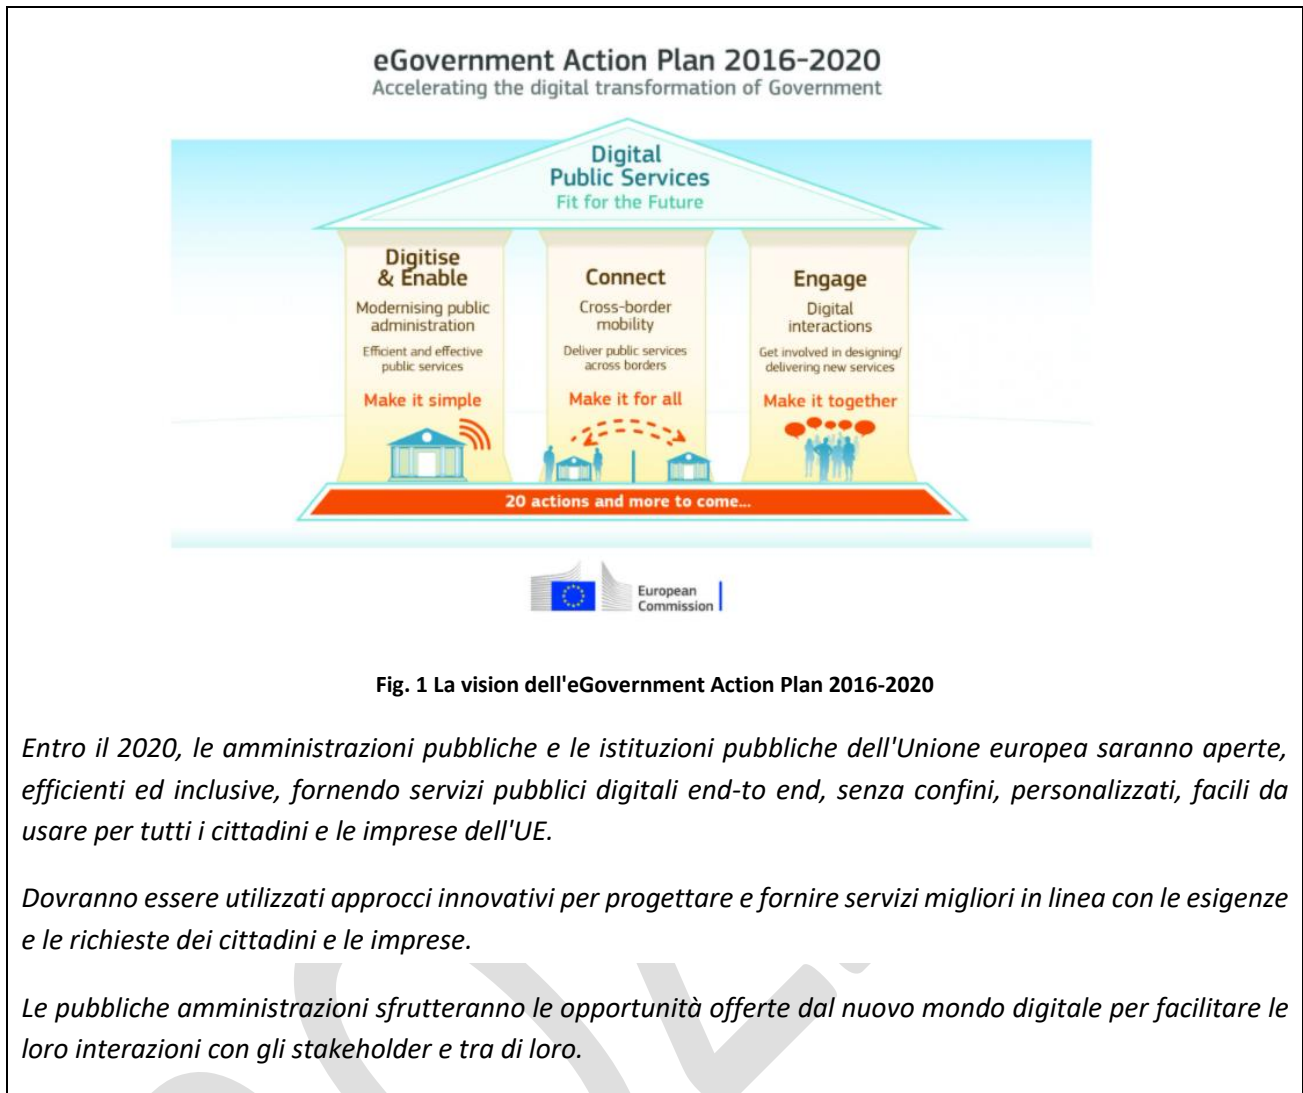 eGovernment Action Plan 2016-2020
Accelerating the digital transformation of Government
Digital
Public Services
Fit for the Future
Digitise
& Enable
Modernising public
administration
Efficient and effective
public services
Make it simple
Connect
Cross-border
mobility
Deliver public services
across borders
Make it for all
Engage
Digital
interactions
Get involved in designing/
delivering new services
Make it together
20 actions and more to come...
European
Commission
Fig. 1 La vision dell'eGovernment Action Plan 2016-2020
Entro il 2020, le amministrazioni pubbliche e le istituzioni pubbliche dell'Unione europea saranno aperte,
efficienti ed inclusive, fornendo servizi pubblici digitali end-to end, senza confini, personalizzati, facili da
usare per tutti i cittadini e le imprese dell'UE.
Dovranno essere utilizzati approcci innovativi per progettare e fornire servizi migliori in linea con le esigenze
e le richieste dei cittadini e le imprese.
Le pubbliche amministrazioni sfrutteranno le opportunità offerte dal nuovo mondo digitale per facilitare le
loro interazioni con gli stakeholder e tra di loro.